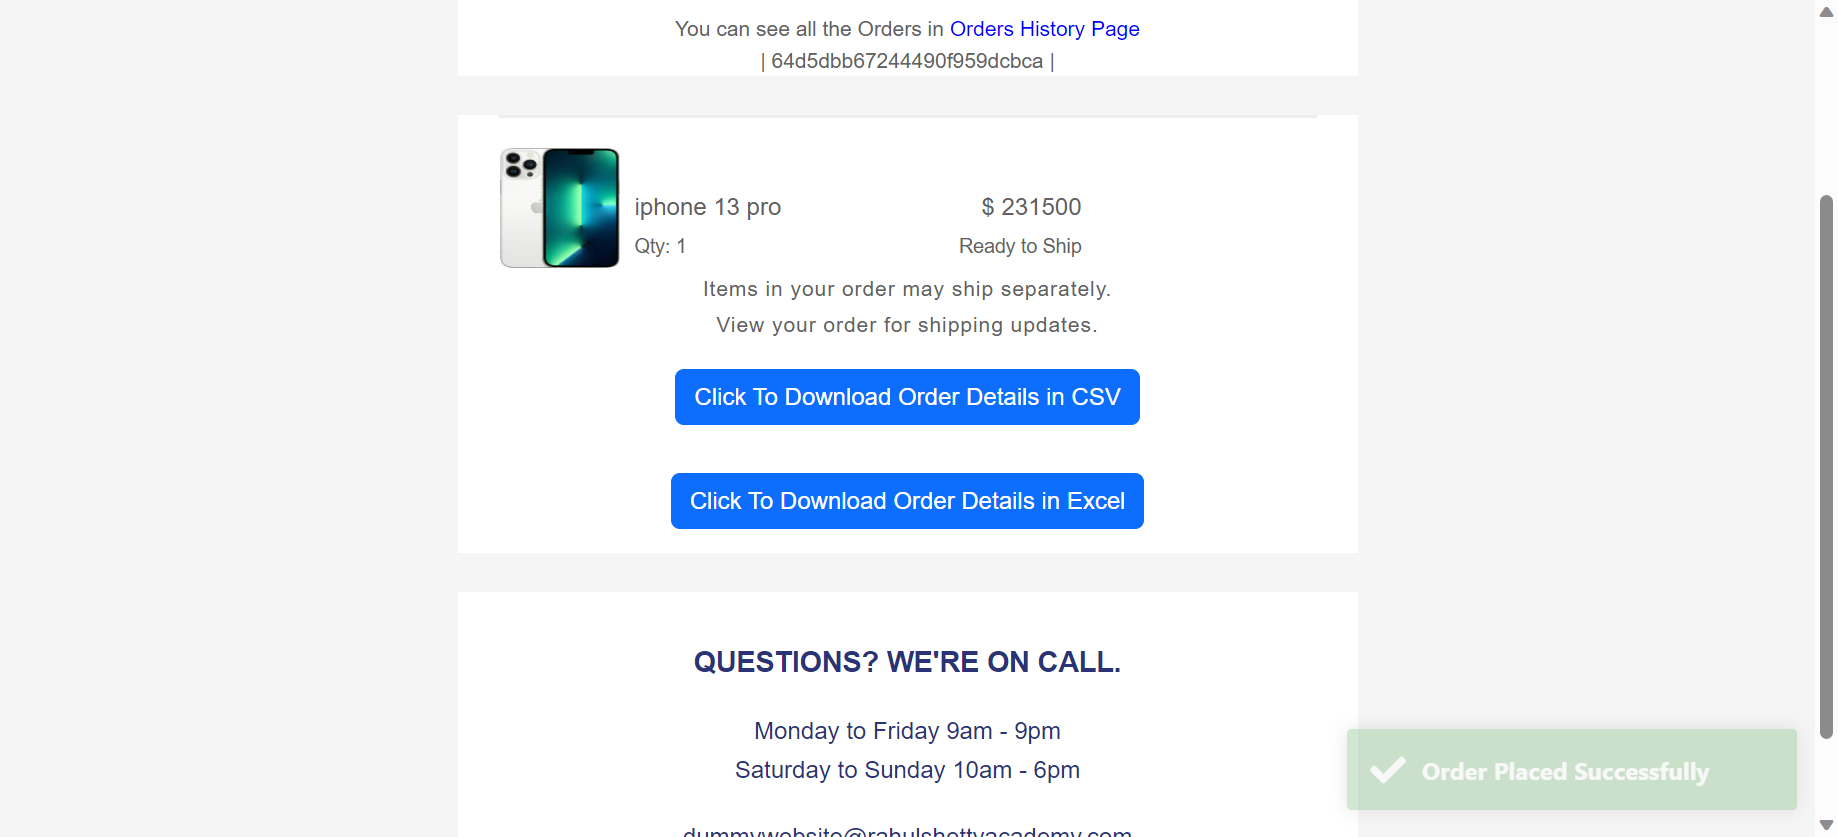 You can see all the Orders in Orders History Page
| 64d5dbb67244490f959dcbca |
iphone 13 pro
$ 231500
Qty: 1
Ready to Ship
Items in your order may ship separately.
View your order for shipping updates.
Click To Download Order Details in CSV
Click To Download Order Details in Excel
QUESTIONS? WE'RE ON CALL.
Monday to Friday 9am - 9pm
Saturday to Sunday 10am - 6pm
Order Placed Successfully
dummywebsite@rahulshettyacademy.com